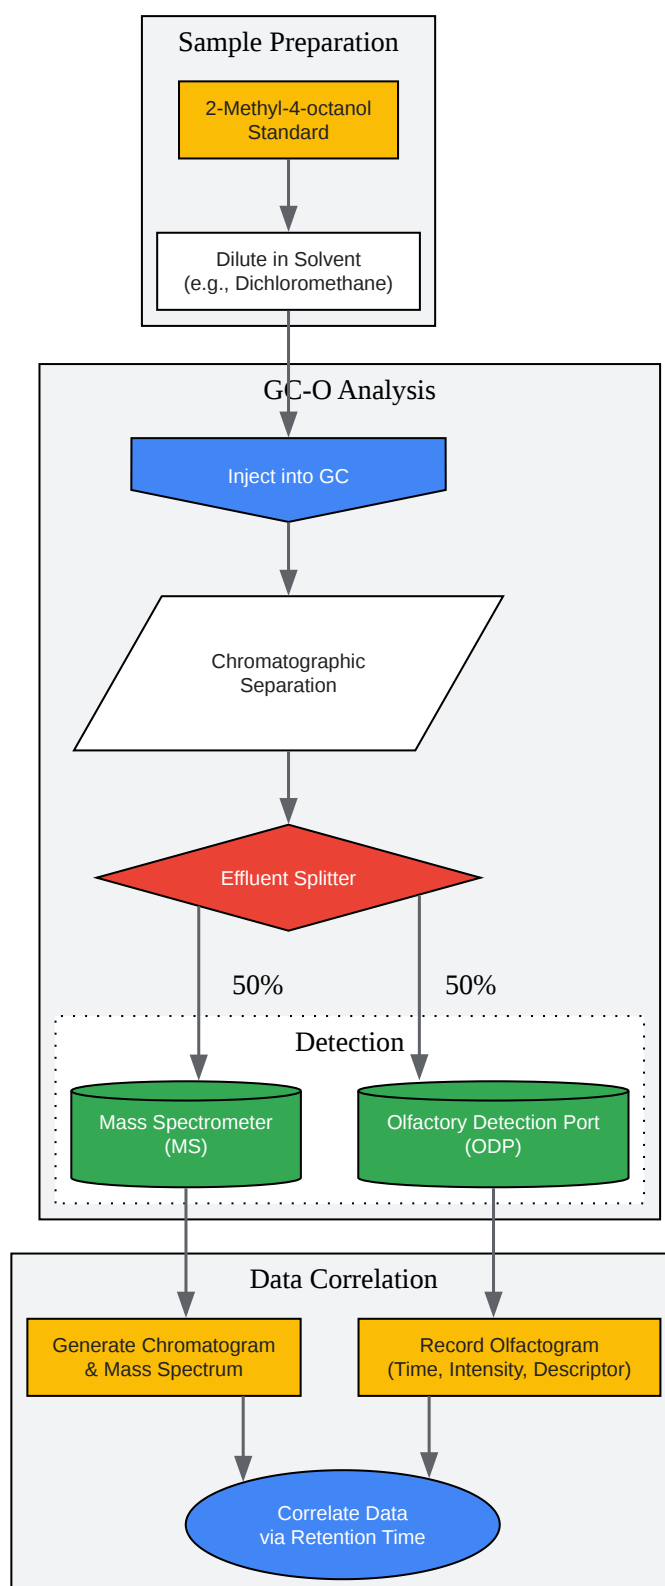 Sample Preparation
2-Methyl-4-octanol
Standard
Dilute in Solvent
(e.g., Dichloromethane)
GC-O Analysis
Inject into GC
Chromatographic
Separation
Effluent Splitter
50%
50%
Detection
Mass Spectrometer
(MS)
Olfactory Detection Port
(ODP)
Data Correlation
Generate Chromatogram
& Mass Spectrum
Record Olfactogram
(Time, Intensity, Descriptor)
Correlate Data
via Retention Time